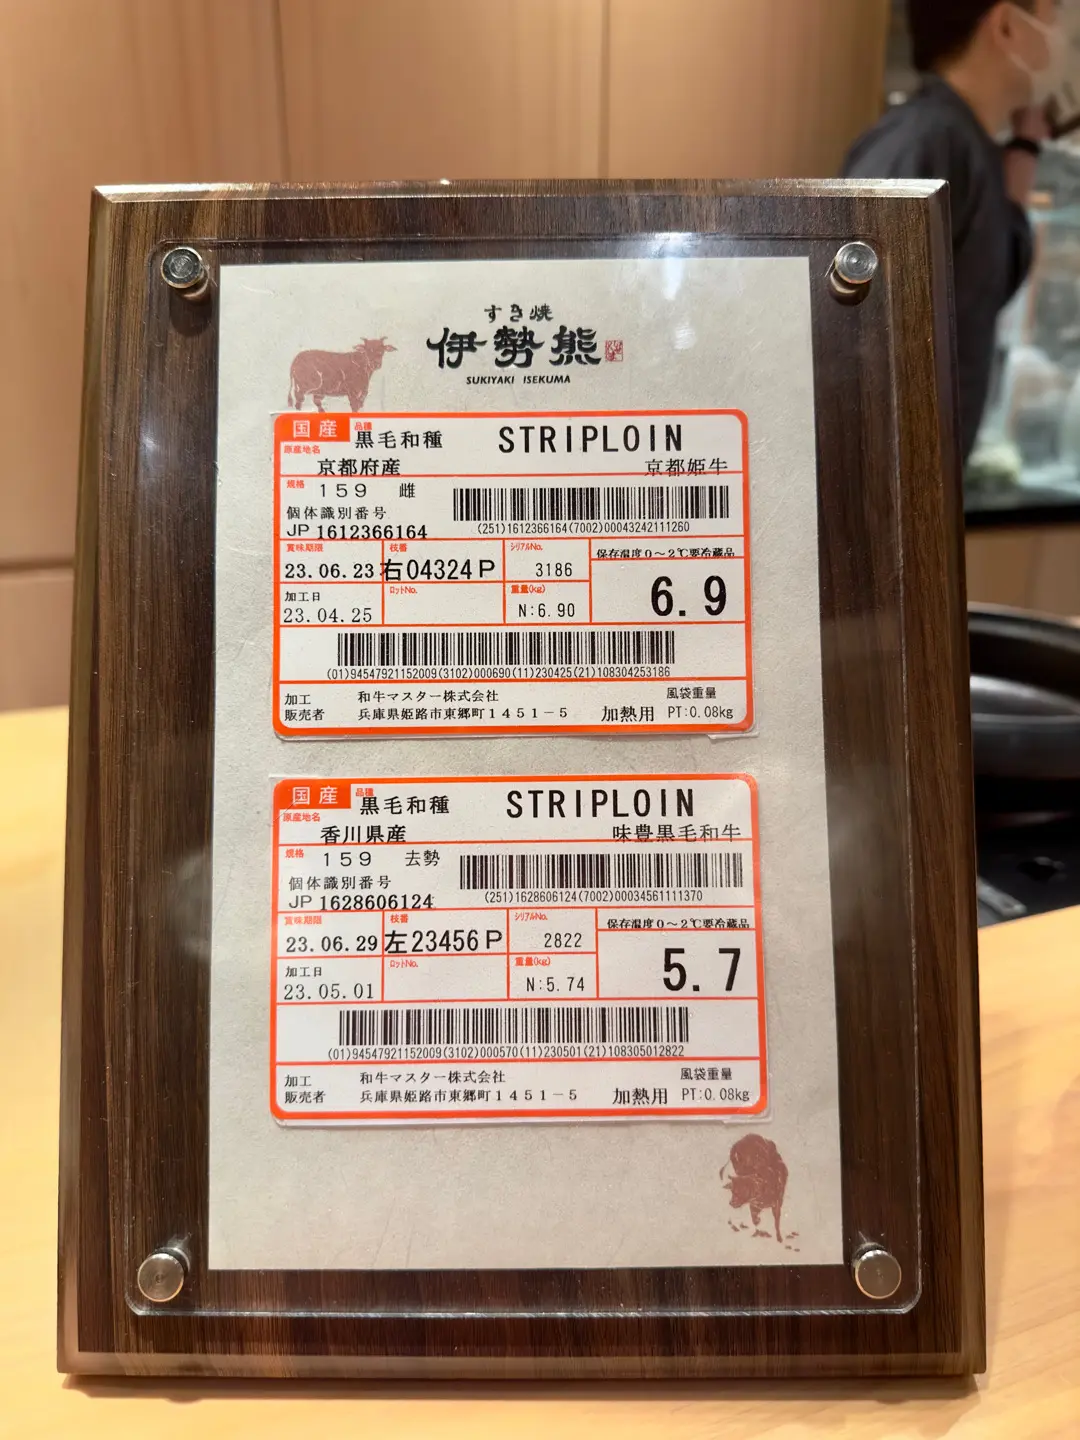 すき焼
伊勢熊
SUKIYAKI ISEKUMA
国産 品種 黒毛和種 STRIPLOIN
原産地名 京都府産 京都姫牛
規格 159 雌
個体識別番号
JP 1612366164 (251)1612366164(7002)00043242111260
賞味期限 枝番 シリアルNo. 保存温度0～2℃要冷蔵品
23.06.23 右04324P 3186
加工日 ロットNo. 重量(kg) 6.9
23.04.25 N:6.90
(01)94547921152009(3102)000690(11)230425(21)108304253186
加工 和牛マスター株式会社 風袋重量
販売者 兵庫県姫路市東郷町1451-5 加熱用 PT:0.08kg
国産 品種 黒毛和種 STRIPLOIN
原産地名 香川県産 味豊黒毛和牛
規格 159 去勢
個体識別番号
JP 1628606124 (251)1628606124(7002)00034561111370
賞味期限 枝番 シリアルNo. 保存温度0～2℃要冷蔵品
23.06.29 左23456P 2822
加工日 ロットNo. 重量(kg) 5.7
23.05.01 N:5.74
(01)94547921152009(3102)000570(11)230501(21)108305012822
加工 和牛マスター株式会社 風袋重量
販売者 兵庫県姫路市東郷町1451-5 加熱用 PT:0.08kg